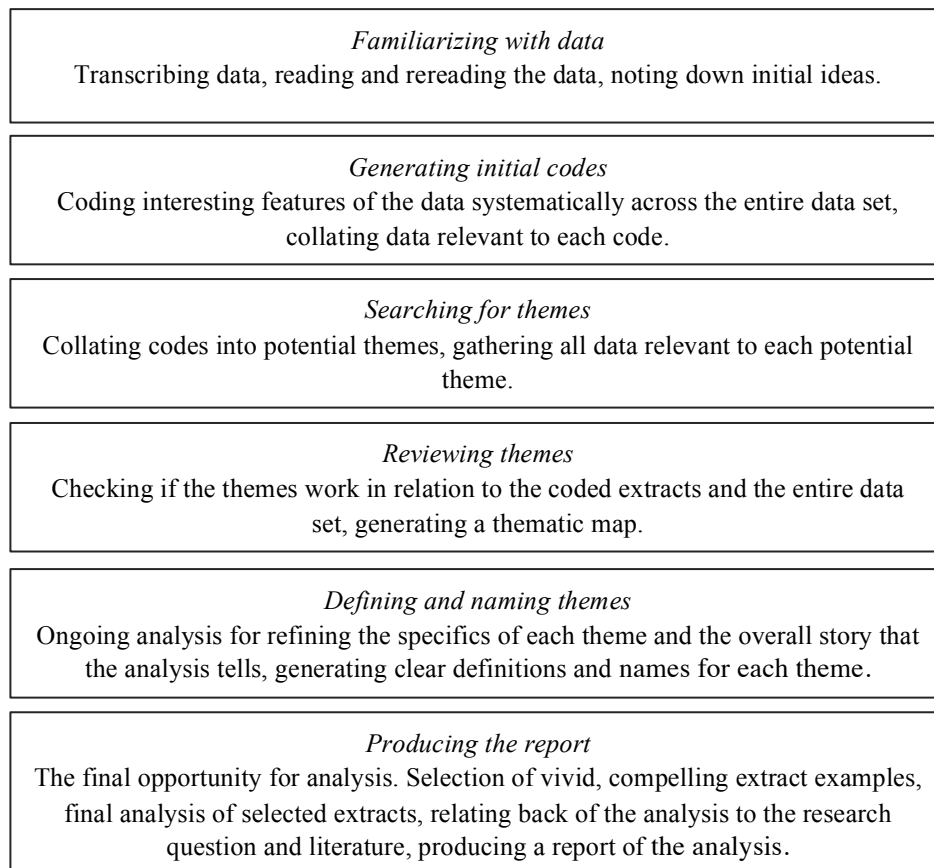 Familiarizing with data
Transcribing data, reading and rereading the data, noting down initial ideas.
Generating initial codes
Coding interesting features of the data systematically across the entire data set,
collating data relevant to each code.
Searching for themes
Collating codes into potential themes, gathering all data relevant to each potential
theme.
Reviewing themes
Checking if the themes work in relation to the coded extracts and the entire data
set, generating a thematic map.
Defining and naming themes
Ongoing analysis for refining the specifics of each theme and the overall story that
the analysis tells, generating clear definitions and names for each theme.
Producing the report
The final opportunity for analysis. Selection of vivid, compelling extract examples,
final analysis of selected extracts, relating back of the analysis to the research
question and literature, producing a report of the analysis.